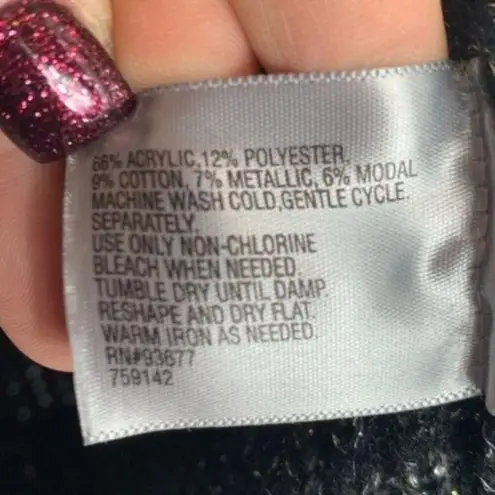 66% ACRYLIC,12% POLYESTER.
9% COTTON, 7% METALLIC, 6% MODAL
MACHINE WASH COLD,GENTLE CYCLE.
SEPARATELY.
USE ONLY NON-CHLORINE
BLEACH WHEN NEEDED.
TUMBLE DRY UNTIL DAMP.
RESHAPE AND DRY FLAT.
WARM IRON AS NEEDED.
RN#93677
759142